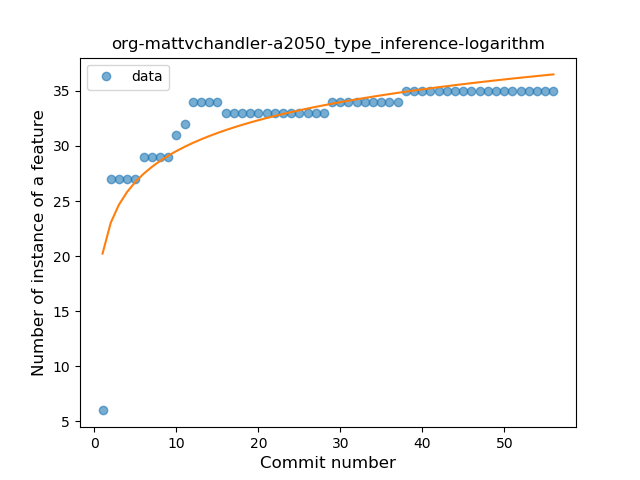 org-mattvchandler-a2050_type_inference-logarithm
data
Number of instance of a feature
35
30
25
20
15
10
5
0 10 20 30 40 50
Commit number